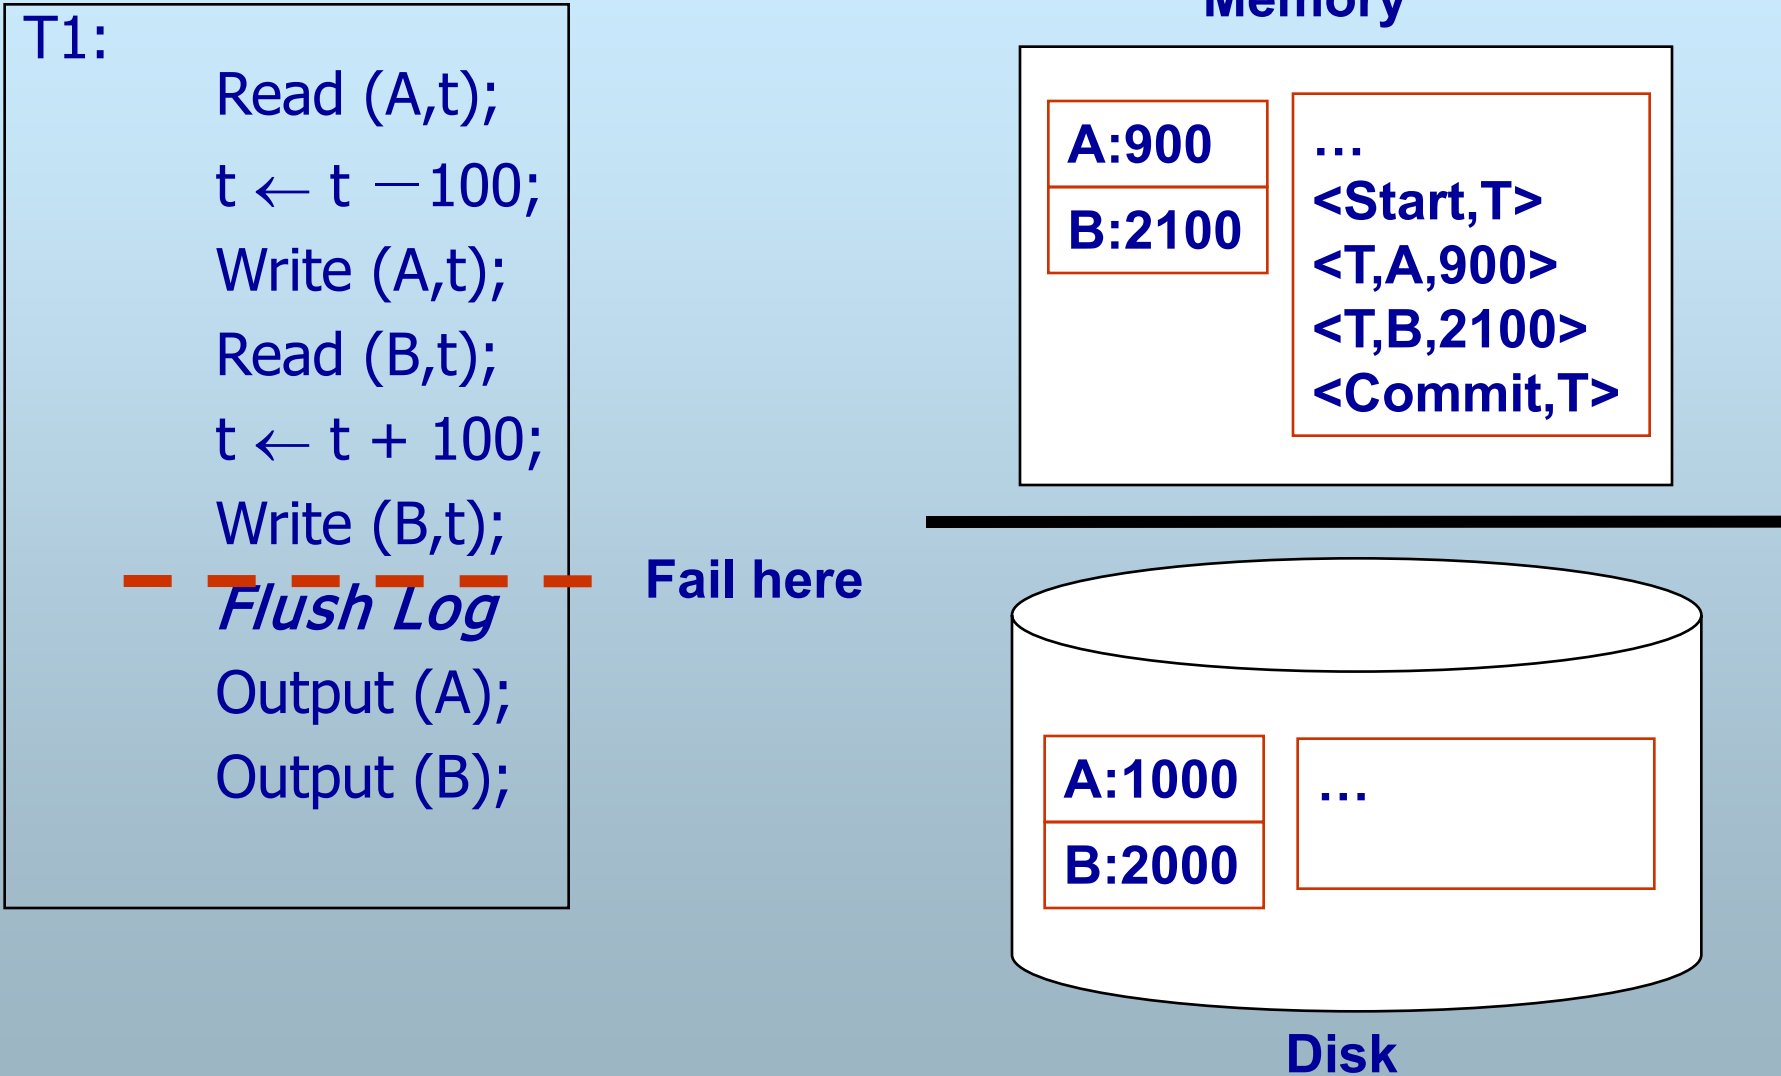 T1:
Read (A,t);
t ← t －100;
Write (A,t);
Read (B,t);
t ← t + 100;
Write (B,t);
Fail here
Flush Log
Output (A);
Output (B);
Memory
A:900
B:2100
...
<Start,T>
<T,A,900>
<T,B,2100>
<Commit,T>
A:1000
B:2000
...
Disk